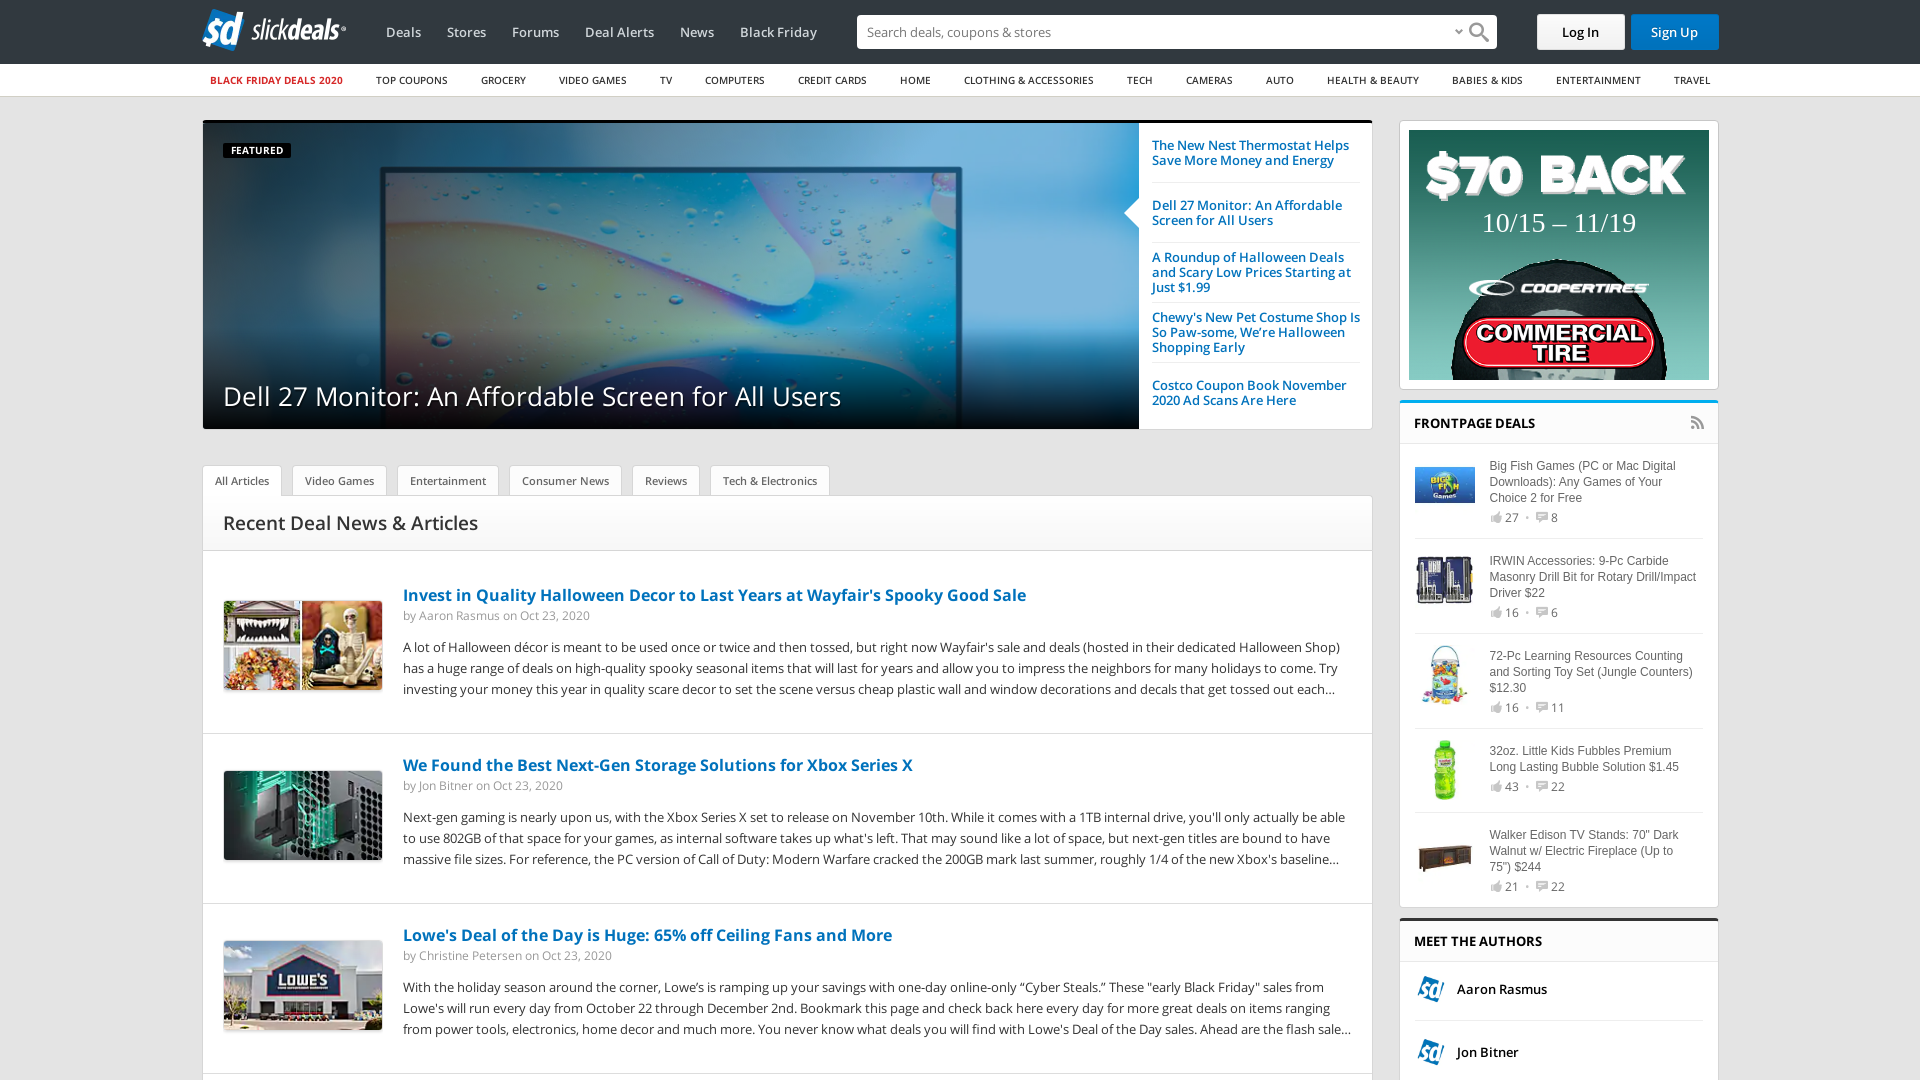 sd slickdeals
Deals
Stores
Forums
Deal Alerts
News
Black Friday
Search deals, coupons & stores
Log In
Sign Up
BLACK FRIDAY DEALS 2020
TOP COUPONS
GROCERY
VIDEO GAMES
TV
COMPUTERS
CREDIT CARDS
HOME
CLOTHING & ACCESSORIES
TECH
CAMERAS
AUTO
HEALTH & BEAUTY
BABIES & KIDS
ENTERTAINMENT
TRAVEL
FEATURED
Dell 27 Monitor: An Affordable Screen for All Users
The New Nest Thermostat Helps
Save More Money and Energy
Dell 27 Monitor: An Affordable
Screen for All Users
A Roundup of Halloween Deals
and Scary Low Prices Starting at
Just $1.99
Chewy's New Pet Costume Shop Is
So Paw-some, We’re Halloween
Shopping Early
Costco Coupon Book November
2020 Ad Scans Are Here
All Articles
Video Games
Entertainment
Consumer News
Reviews
Tech & Electronics
Recent Deal News & Articles
Invest in Quality Halloween Decor to Last Years at Wayfair's Spooky Good Sale
by Aaron Rasmus on Oct 23, 2020
A lot of Halloween décor is meant to be used once or twice and then tossed, but right now Wayfair's sale and deals (hosted in their dedicated Halloween Shop)
has a huge range of deals on high-quality spooky seasonal items that will last for years and allow you to impress the neighbors for many holidays to come. Try
investing your money this year in quality scare decor to set the scene versus cheap plastic wall and window decorations and decals that get tossed out each...
We Found the Best Next-Gen Storage Solutions for Xbox Series X
by Jon Bitner on Oct 23, 2020
Next-gen gaming is nearly upon us, with the Xbox Series X set to release on November 10th. While it comes with a 1TB internal drive, you'll only actually be able
to use 802GB of that space for your games, as internal software takes up what's left. That may sound like a lot of space, but next-gen titles are bound to have
massive file sizes. For reference, the PC version of Call of Duty: Modern Warfare cracked the 200GB mark last summer, roughly 1/4 of the new Xbox's baseline...
LOWE'S
Lowe's Deal of the Day is Huge: 65% off Ceiling Fans and More
by Christine Petersen on Oct 23, 2020
With the holiday season around the corner, Lowe’s is ramping up your savings with one-day online-only “Cyber Steals.” These "early Black Friday" sales from
Lowe's will run every day from October 22 through December 2nd. Bookmark this page and check back here every day for more great deals on items ranging
from power tools, electronics, home decor and much more. You never know what deals you will find with Lowe's Deal of the Day sales. Ahead are the flash sale...
$70 BACK
10/15 – 11/19
COOPERTIRES
COMMERCIAL
TIRE
FRONTPAGE DEALS
BIG FISH
Games
Big Fish Games (PC or Mac Digital
Downloads): Any Games of Your
Choice 2 for Free
27 • 8
IRWIN Accessories: 9-Pc Carbide
Masonry Drill Bit for Rotary Drill/Impact
Driver $22
16 • 6
72-Pc Learning Resources Counting
and Sorting Toy Set (Jungle Counters)
$12.30
16 • 11
32oz. Little Kids Fubbles Premium
Long Lasting Bubble Solution $1.45
43 • 22
Walker Edison TV Stands: 70" Dark
Walnut w/ Electric Fireplace (Up to
75") $244
21 • 22
MEET THE AUTHORS
sd
Aaron Rasmus
sd
Jon Bitner